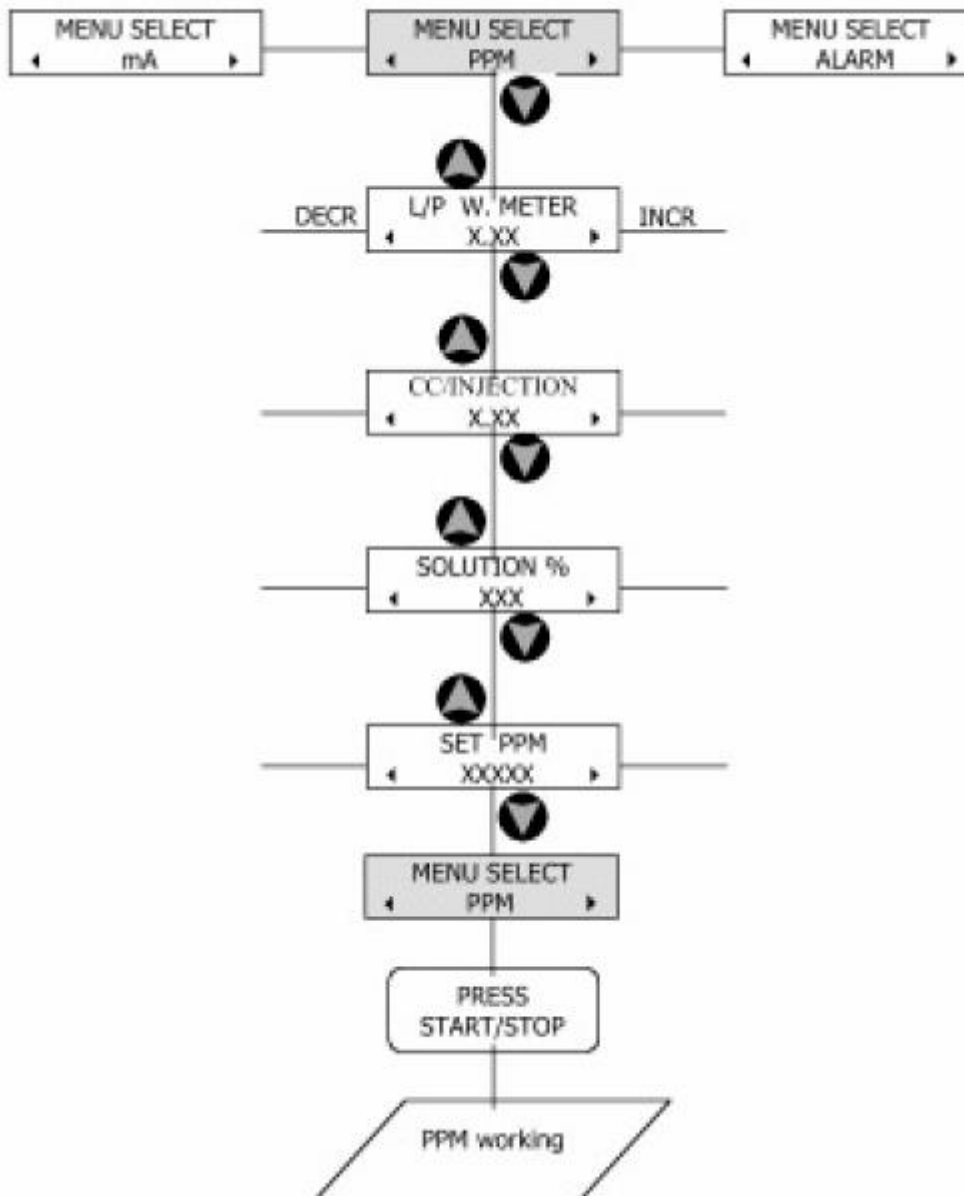 MENU SELECT
mA
MENU SELECT
PPM
MENU SELECT
ALARM
DECR
L/P W. METER
X.XX
INCR
CC/INJECTION
X.XX
SOLUTION %
XXX
SET PPM
XXXXX
MENU SELECT
PPM
PRESS
START/STOP
PPM working